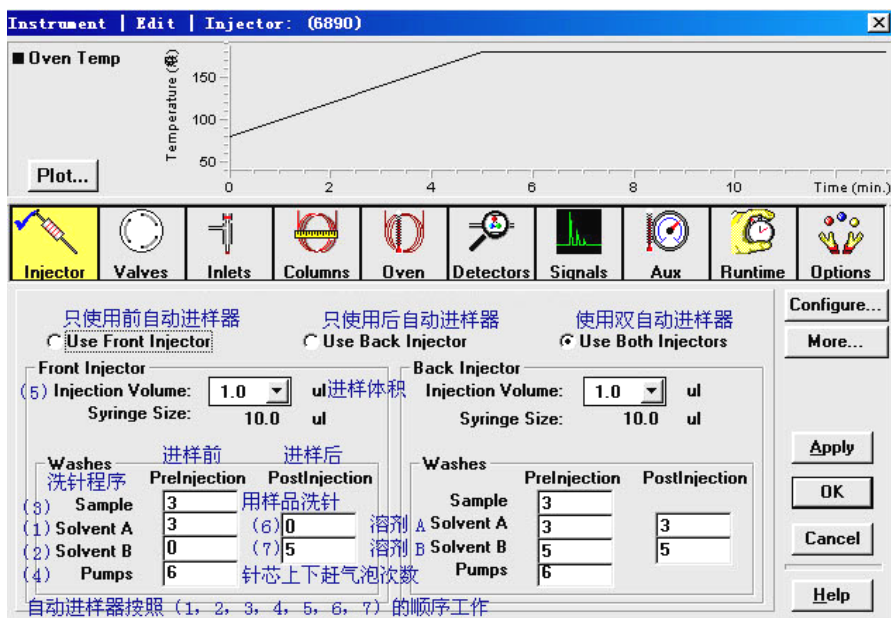 Instrument | Edit | Injector: (6890)
Oven Temp
Temperature (癈)
150
100
50
Plot...
0 2 4 6 8 10 Time (min.)
Injector Valves Inlets Columns Oven Detectors Signals Aux Runtime Options
只使用前自动进样器 只使用后自动进样器 使用双自动进样器
Use Front Injector Use Back Injector Use Both Injectors
Configure...
More...
Front Injector
(5) Injection Volume: 1.0 ul进样体积
Syringe Size: 10.0 ul
Washes 进样前 进样后
洗针程序 PreInjection PostInjection
(3) Sample 3 用样品洗针
(1) Solvent A 3 (6) 0 溶剂 A
(2) Solvent B 0 (7) 5 溶剂 B
(4) Pumps 6 针芯上下赶气泡次数
自动进样器按照 (1, 2, 3, 4, 5, 6, 7) 的顺序工作
Back Injector
Injection Volume: 1.0 ul
Syringe Size: 10.0 ul
Washes
PreInjection PostInjection
Sample 3
Solvent A 3 3
Solvent B 5 5
Pumps 6
Apply
OK
Cancel
Help